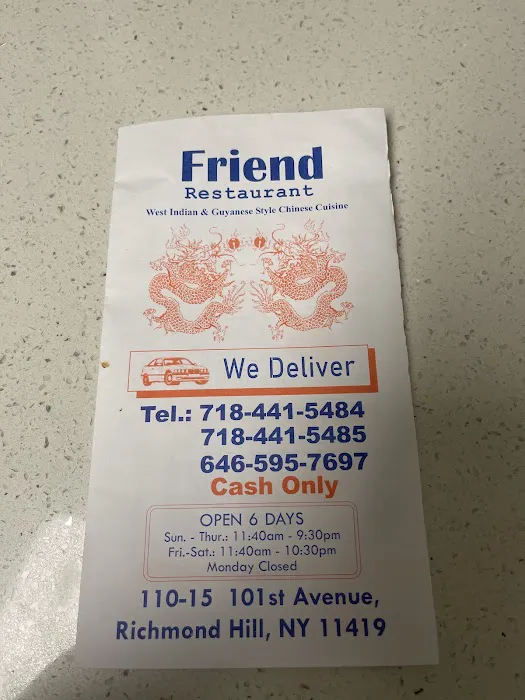 Friend
Restaurant
West Indian & Guyanese Style Chinese Cuisine
We Deliver
Tel.: 718-441-5484
718-441-5485
646-595-7697
Cash Only
OPEN 6 DAYS
Sun. - Thur.: 11:40am - 9:30pm
Fri.-Sat.: 11:40am - 10:30pm
Monday Closed
110-15 101st Avenue,
Richmond Hill, NY 11419